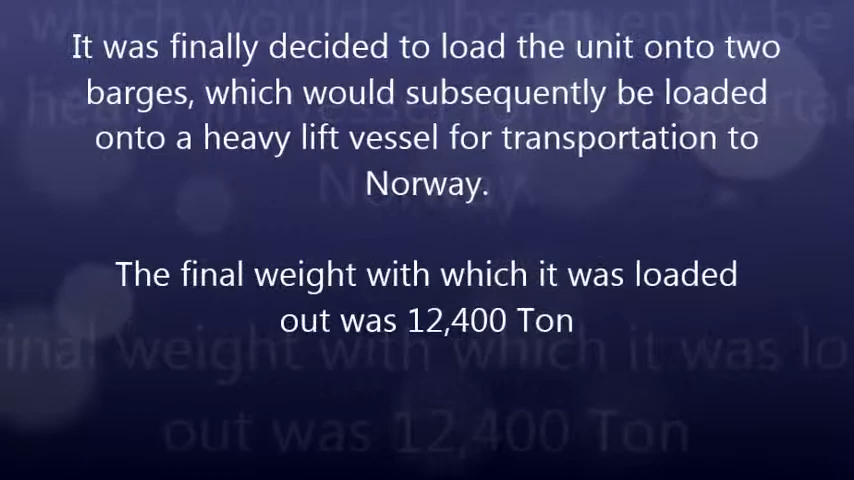 It was finally decided to load the unit onto two
barges, which would subsequently be loaded
onto a heavy lift vessel for transportation to
Norway.
The final weight with which it was loaded
out was 12,400 Ton